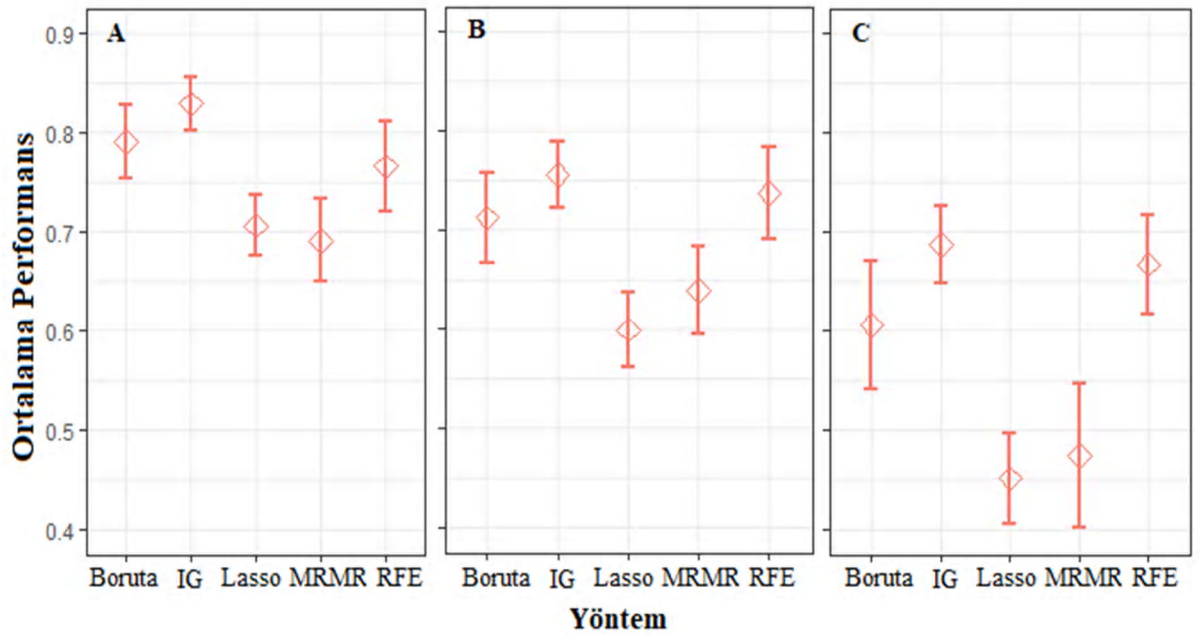 A B C
0.9
0.8
0.7
0.6
0.5
0.4
Ortalama Performans
Boruta IG Lasso MRMR RFE Boruta IG Lasso MRMR RFE Boruta IG Lasso MRMR RFE
Yöntem